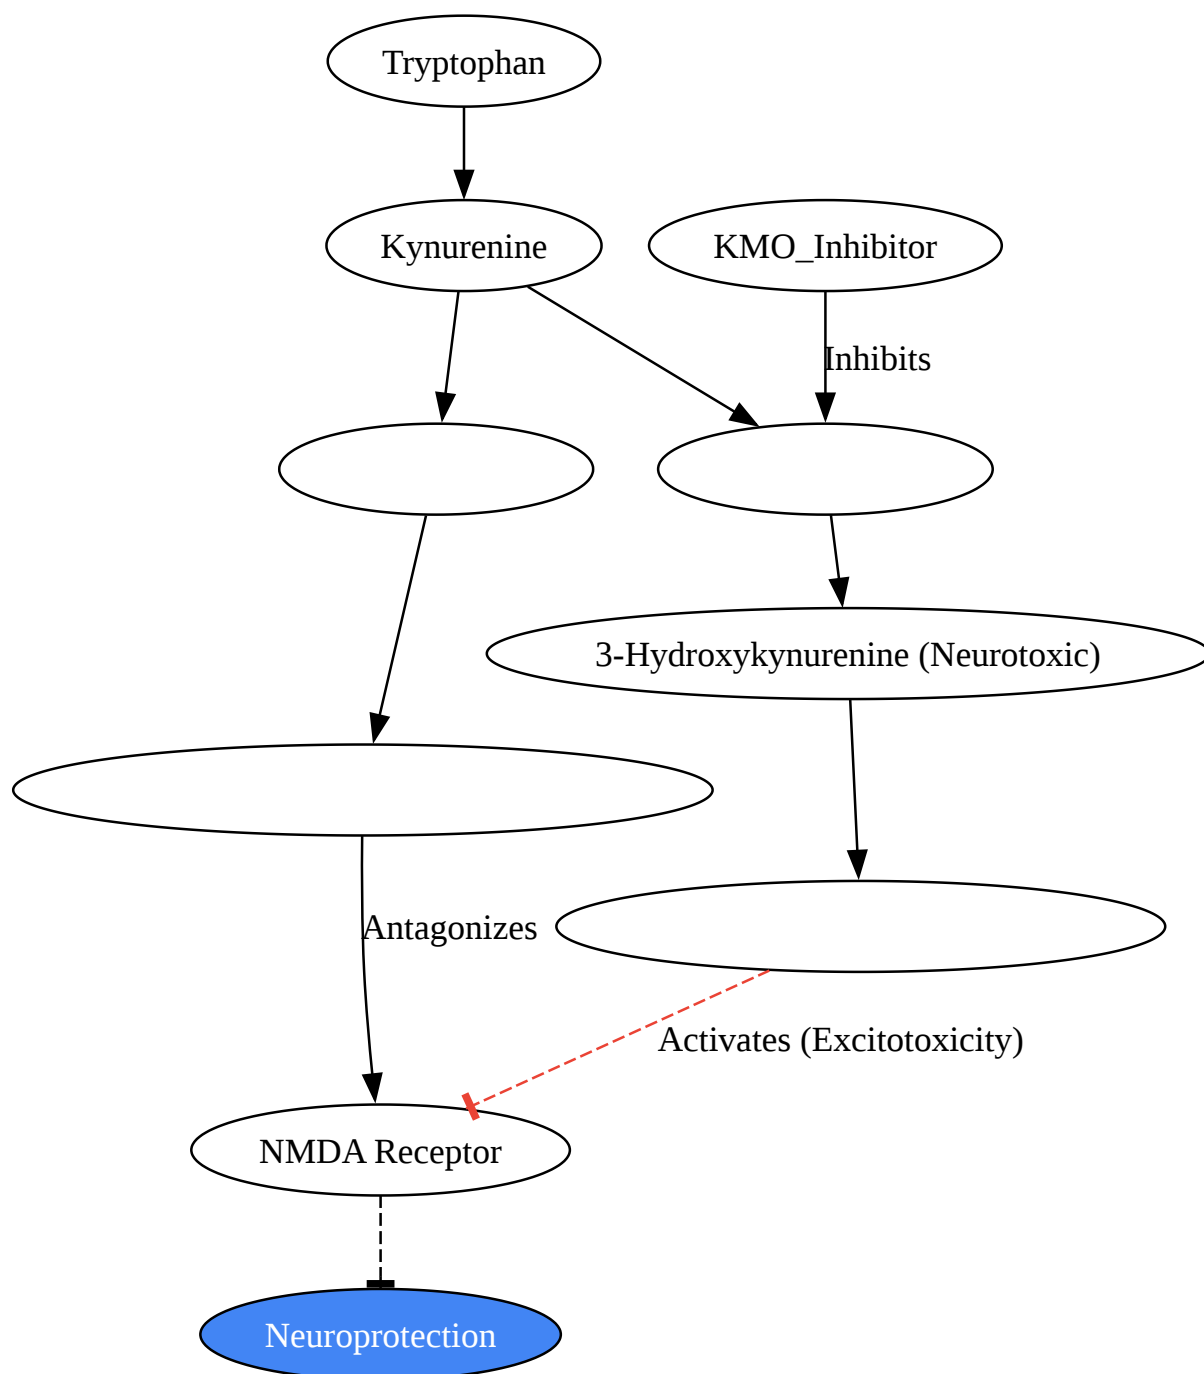 Tryptophan
Kynurenine
KMO_Inhibitor
Inhibits
3-Hydroxykynurenine (Neurotoxic)
Antagonizes
Activates (Excitotoxicity)
NMDA Receptor
Neuroprotection